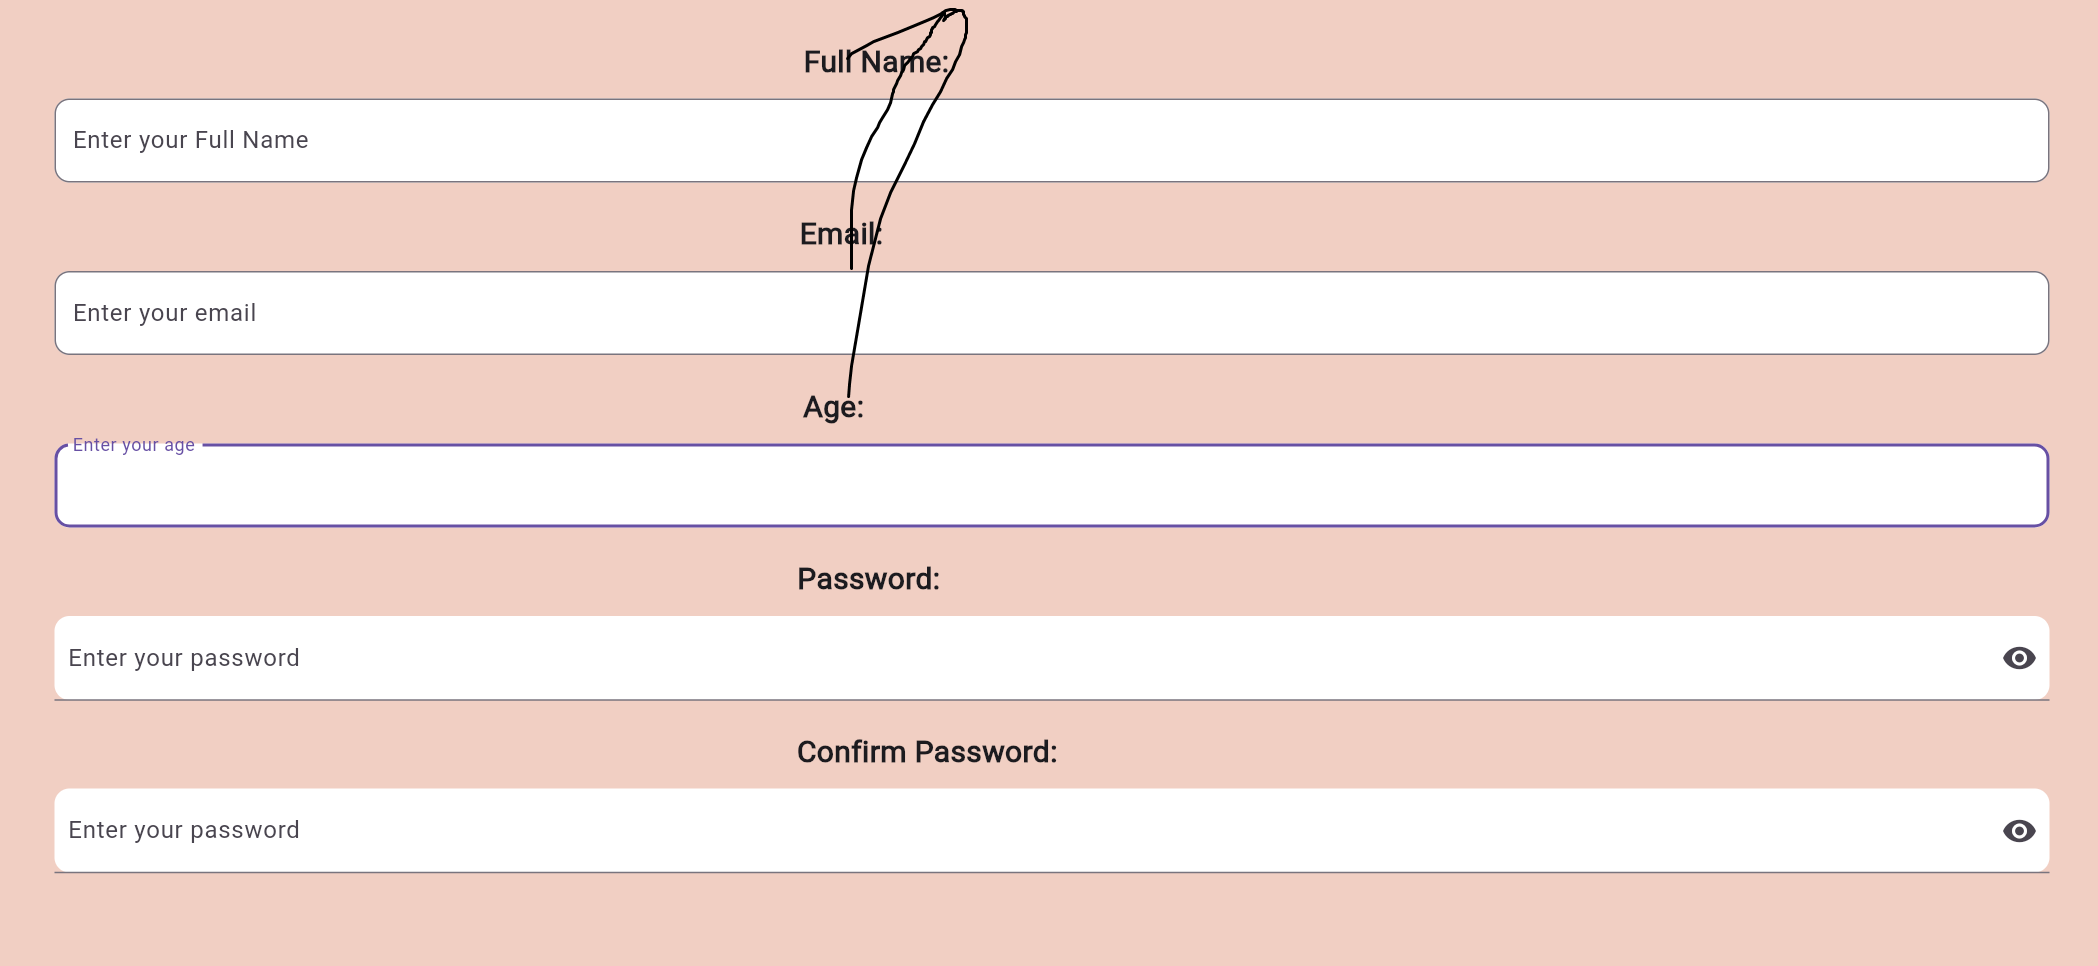 Full Name:
Enter your Full Name
Email:
Enter your email
Age:
Enter your age
Password:
Enter your password
Confirm Password:
Enter your password